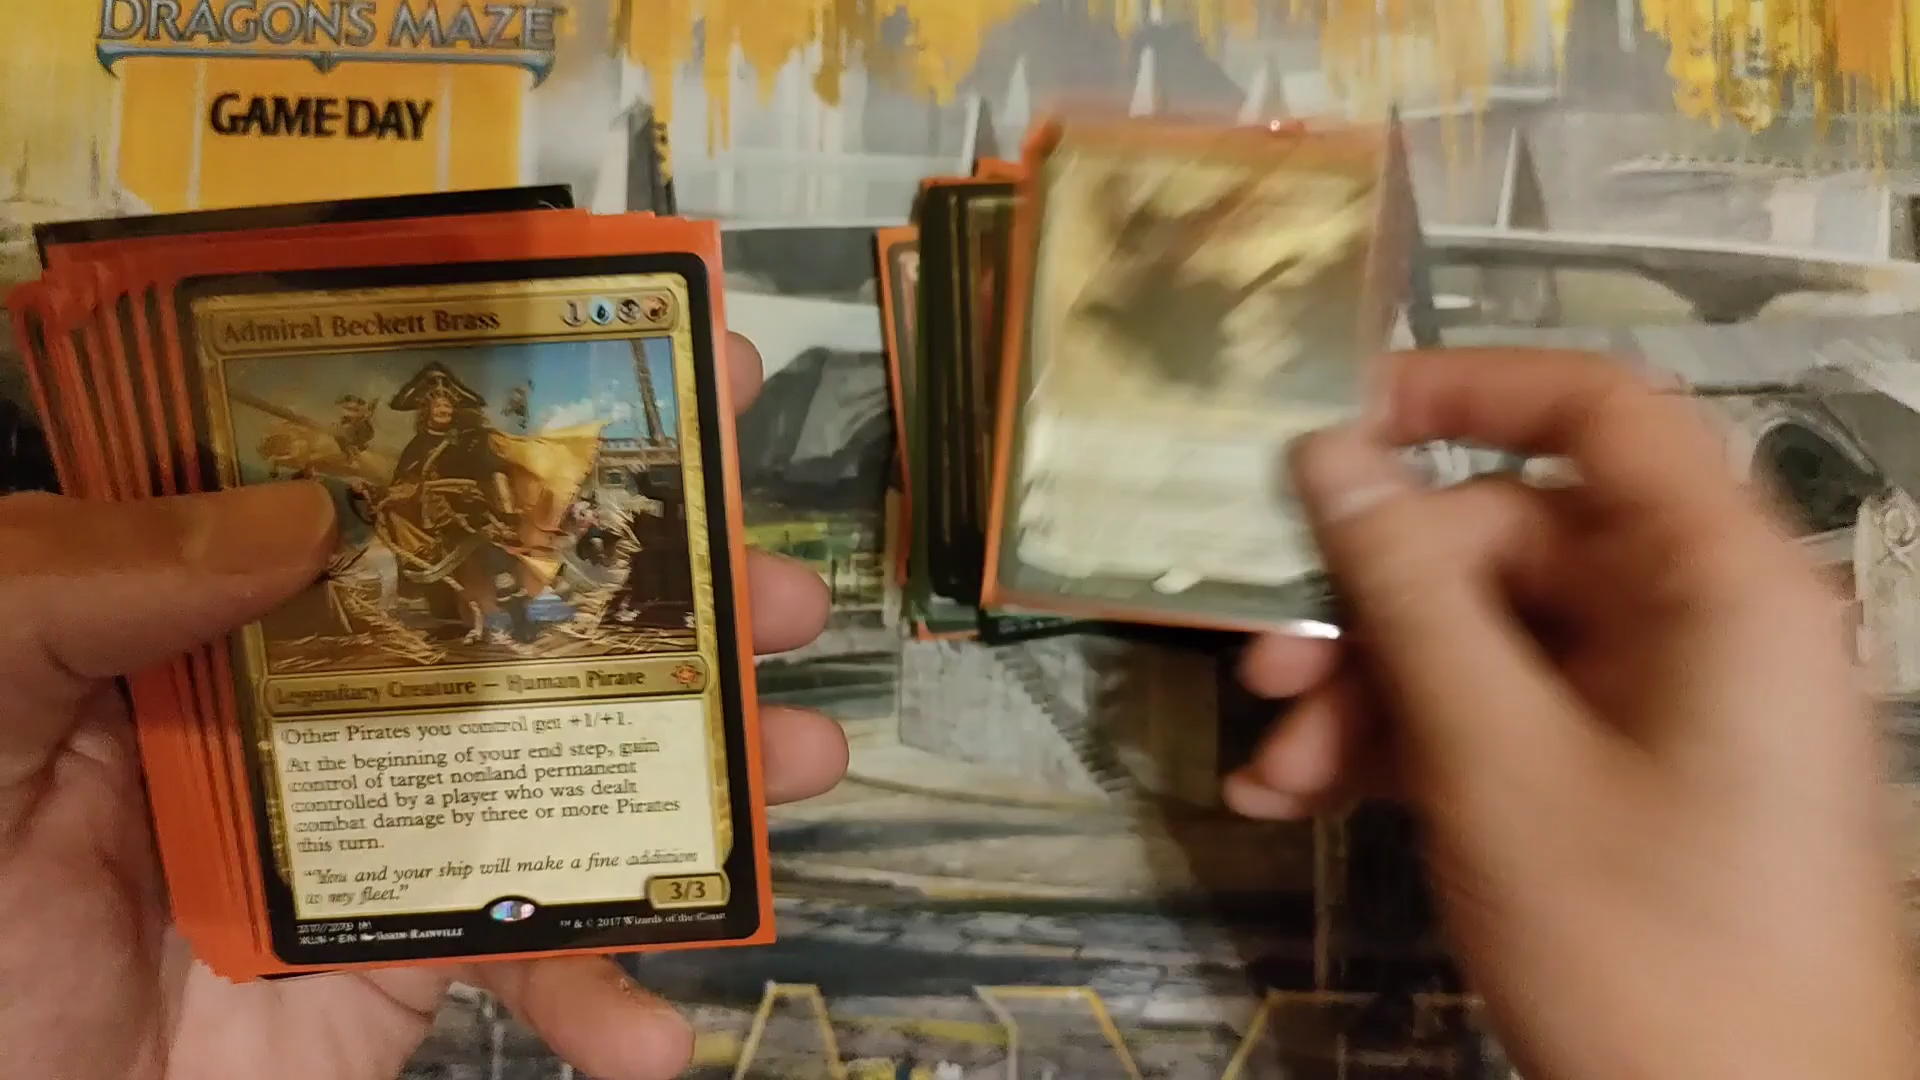 DRAGON'S MAZE
GAME DAY
Admiral Beckett Brass 1
Legendary Creature — Human Pirate
Other Pirates you control get +1/+1.
At the beginning of your end step, gain
control of target nonland permanent
controlled by a player who was dealt
combat damage by three or more Pirates
this turn.
"You and your ship will make a fine addition
to my fleet."
3/3
™ & © 2017 Wizards of the Coast